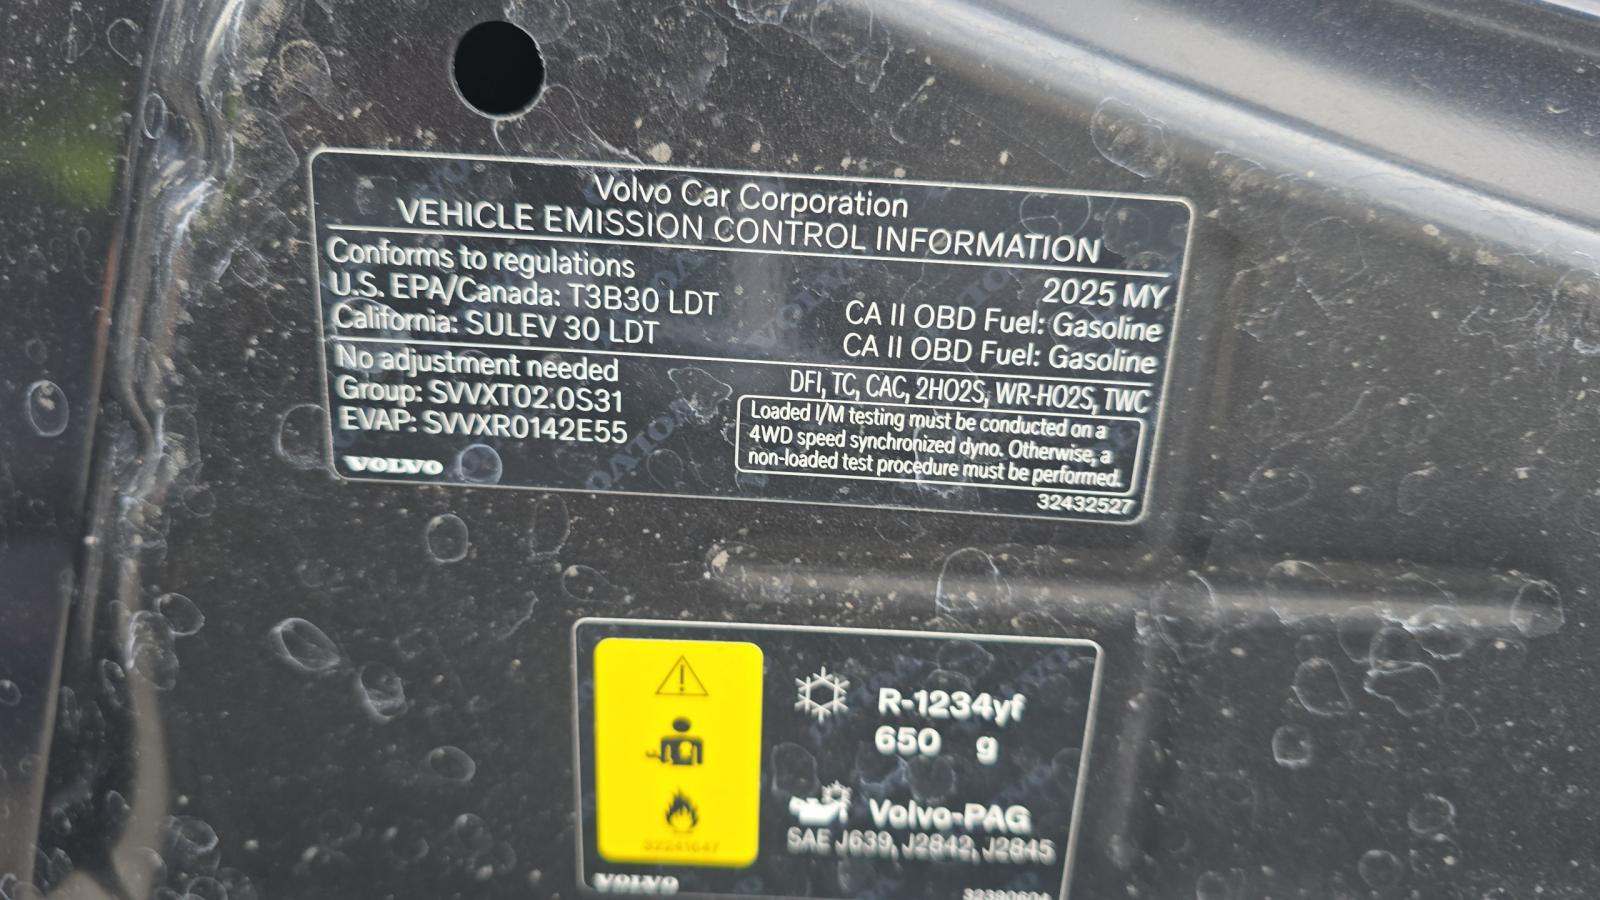 Volvo Car Corporation
VEHICLE EMISSION CONTROL INFORMATION
Conforms to regulations
2025 MY
U.S. EPA/Canada: T3B30 LDT CA II OBD Fuel: Gasoline
California: SULEV 30 LDT CA II OBD Fuel: Gasoline
No adjustment needed DFI, TC, CAC, 2HO2S, WR-HO2S, TWC
Group: SVVXT02.0S31
EVAP: SVVXR0142E55
Loaded I/M testing must be conducted on a
4WD speed synchronized dyno. Otherwise, a
non-loaded test procedure must be performed.
VOLVO
32432527
R-1234yf
650 g
Volvo-PAG
SAE J639, J2842, J2845
VOLVO